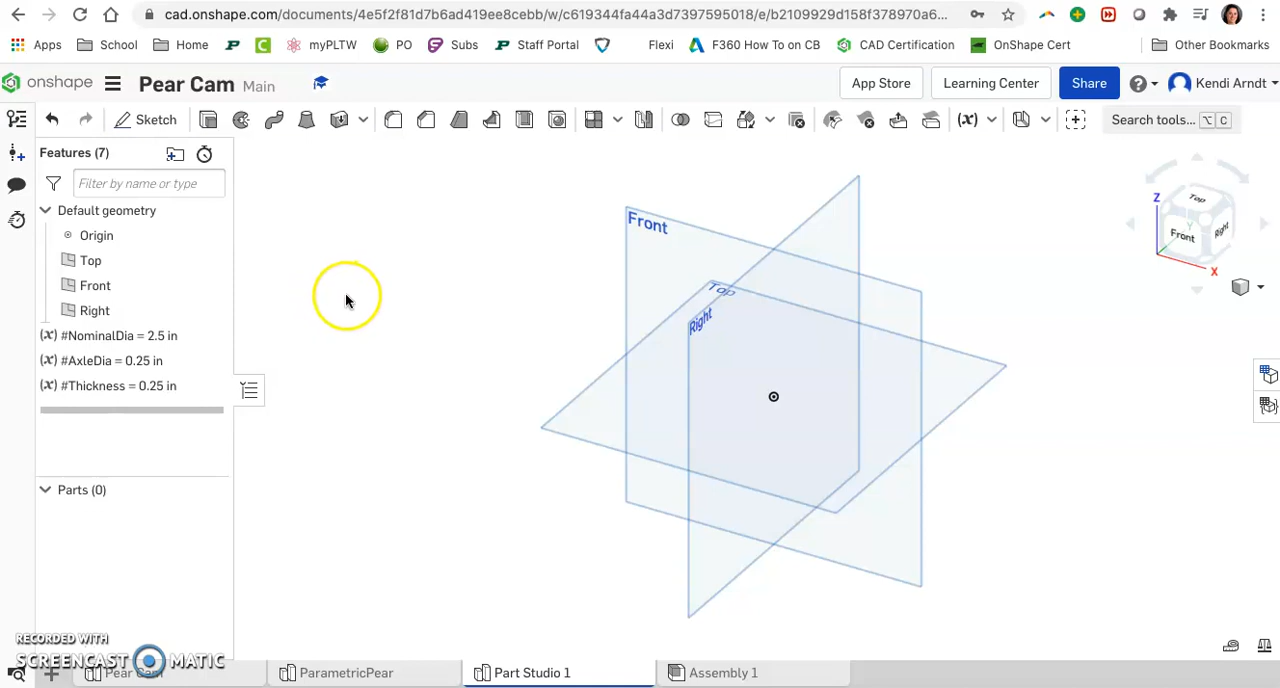 cad.onshape.com/documents/4e5f2f81d7b6ad419ee8cebb/w/c619344fa44a3d7397595018/e/b2109929d158f378970a6...
Apps School Home myPLTW PO Subs Staff Portal Flexi F360 How To on CB CAD Certification OnShape Cert Other Bookmarks
onshape Pear Cam Main App Store Learning Center Share Kendi Arndt
Sketch (x) Search tools... ⌥ C
Features (7)
Filter by name or type
Default geometry
Origin
Top
Front
Right
(x) #NominalDia = 2.5 in
(x) #AxleDia = 0.25 in
(x) #Thickness = 0.25 in
Parts (0)
Front
Top
Right
Z
Top
Y
Front
Right
X
RECORDED WITH
SCREENCAST MATIC
Pear Cam ParametricPear Part Studio 1 Assembly 1